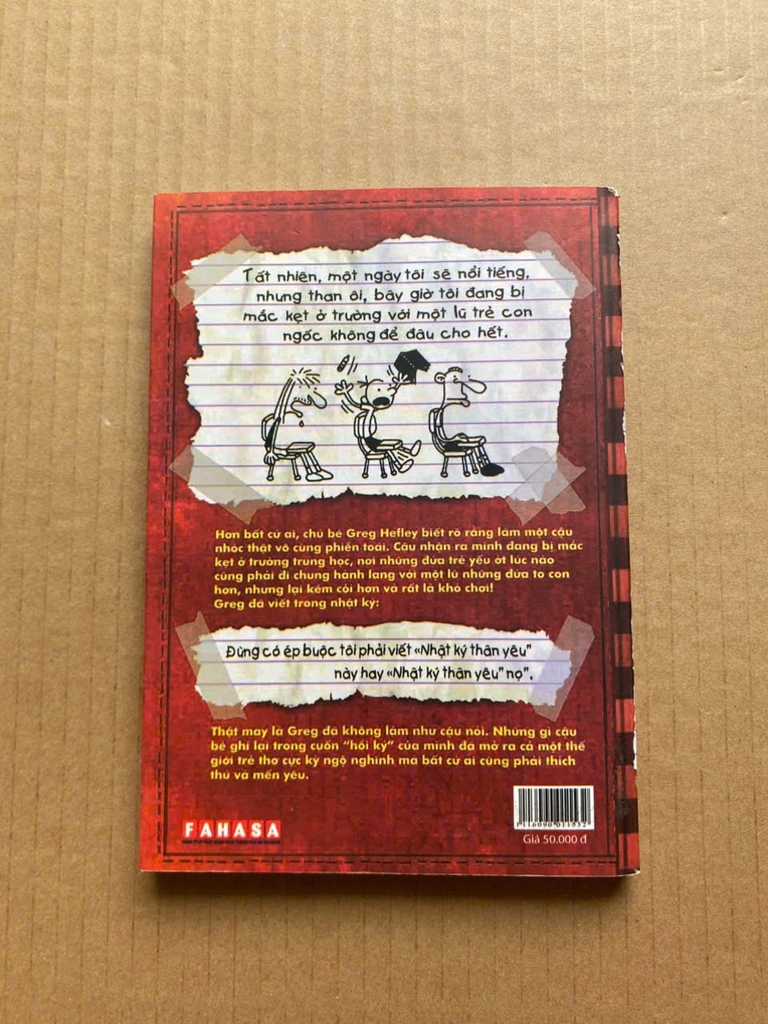 Tất nhiên, một ngày tôi sẽ nổi tiếng,
nhưng than ôi, bây giờ tôi đang bị
mắc kẹt ở trường với một lũ trẻ con
ngốc không để đâu cho hết.
Hơn bất cứ ai, chú bé Greg Hefley biết rõ rằng làm một cậu
nhóc thật vô cùng phiền toái. Cậu nhận ra mình đang bị mắc
kẹt ở trường trung học, nơi những đứa trẻ yếu ớt lúc nào
cũng phải đi chung hành lang với một lũ những đứa to con
hơn, nhưng lại kém cỏi hơn và rất là khó chơi!
Greg đã viết trong nhật ký:
Đừng có ép buộc tôi phải viết «Nhật ký thân yêu”
này hay «Nhật ký thân yêu” nọ”.
Thật may là Greg đã không làm như cậu nói. Những gì cậu
bé ghi lại trong cuốn “hồi ký” của mình đã mở ra cả một thế
giới trẻ thơ cực kỳ ngộ nghĩnh mà bất cứ ai cũng phải thích
thú và mến yêu.
FAHASA
Giá 50.000 đ